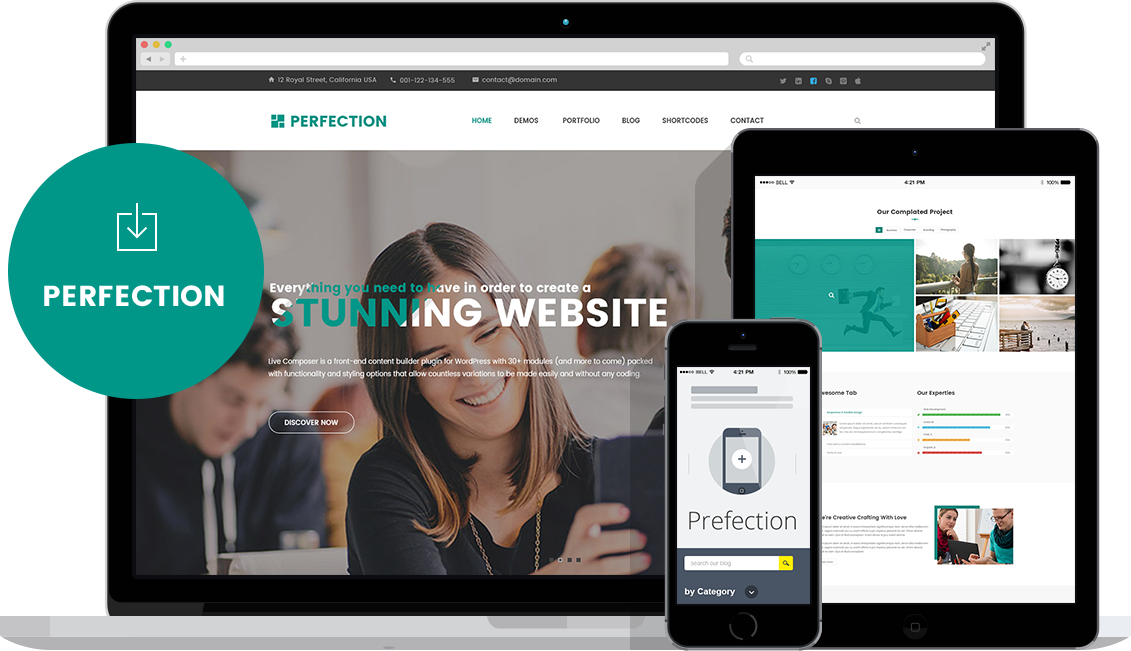 12 Royal Street, California USA 001-122-134-555 contact@domain.com
PERFECTION
HOME DEMOS PORTFOLIO BLOG SHORTCODES CONTACT
PERFECTION
Everything you need to have in order to create a
STUNNING WEBSITE
Live Composer is a front-end content builder plugin for WordPress with 30+ modules (and more to come) packed
with functionality and styling options that allow countless variations to be made easily and without any coding.
DISCOVER NOW
BELL 4:21 PM 100%
Our Complated Project
Photography
wesome Tab
Our Experties
're Creative Crafting With Love
BELL 4:21 PM 100%
Prefection
Search our blog
by Category